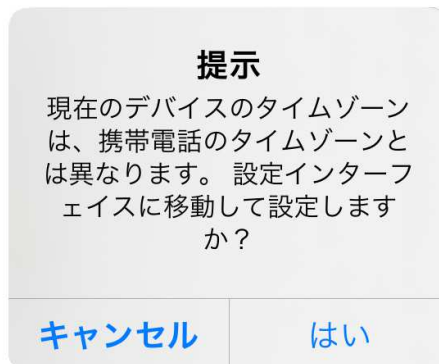 提示
現在のデバイスのタイムゾーン
は、携帯電話のタイムゾーンと
は異なります。 設定インターフ
ェイスに移動して設定します
か？
キャンセル
はい